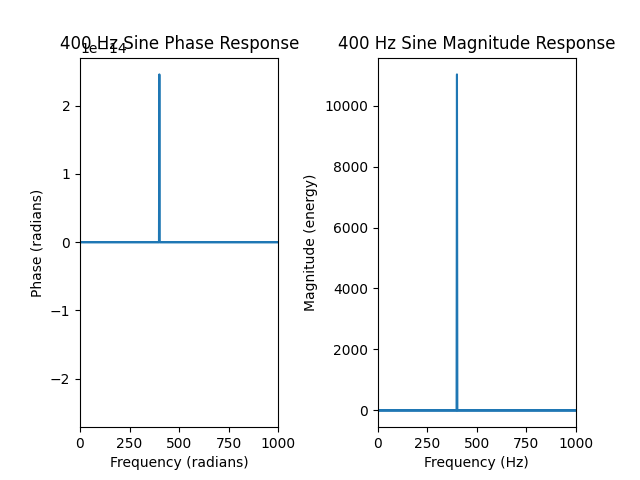 400 Hz Sine Phase Response
1e−14
2
1
0
−1
−2
Phase (radians)
0 250 500 750 1000
Frequency (radians)
400 Hz Sine Magnitude Response
10000
8000
6000
4000
2000
0
Magnitude (energy)
0 250 500 750 1000
Frequency (Hz)